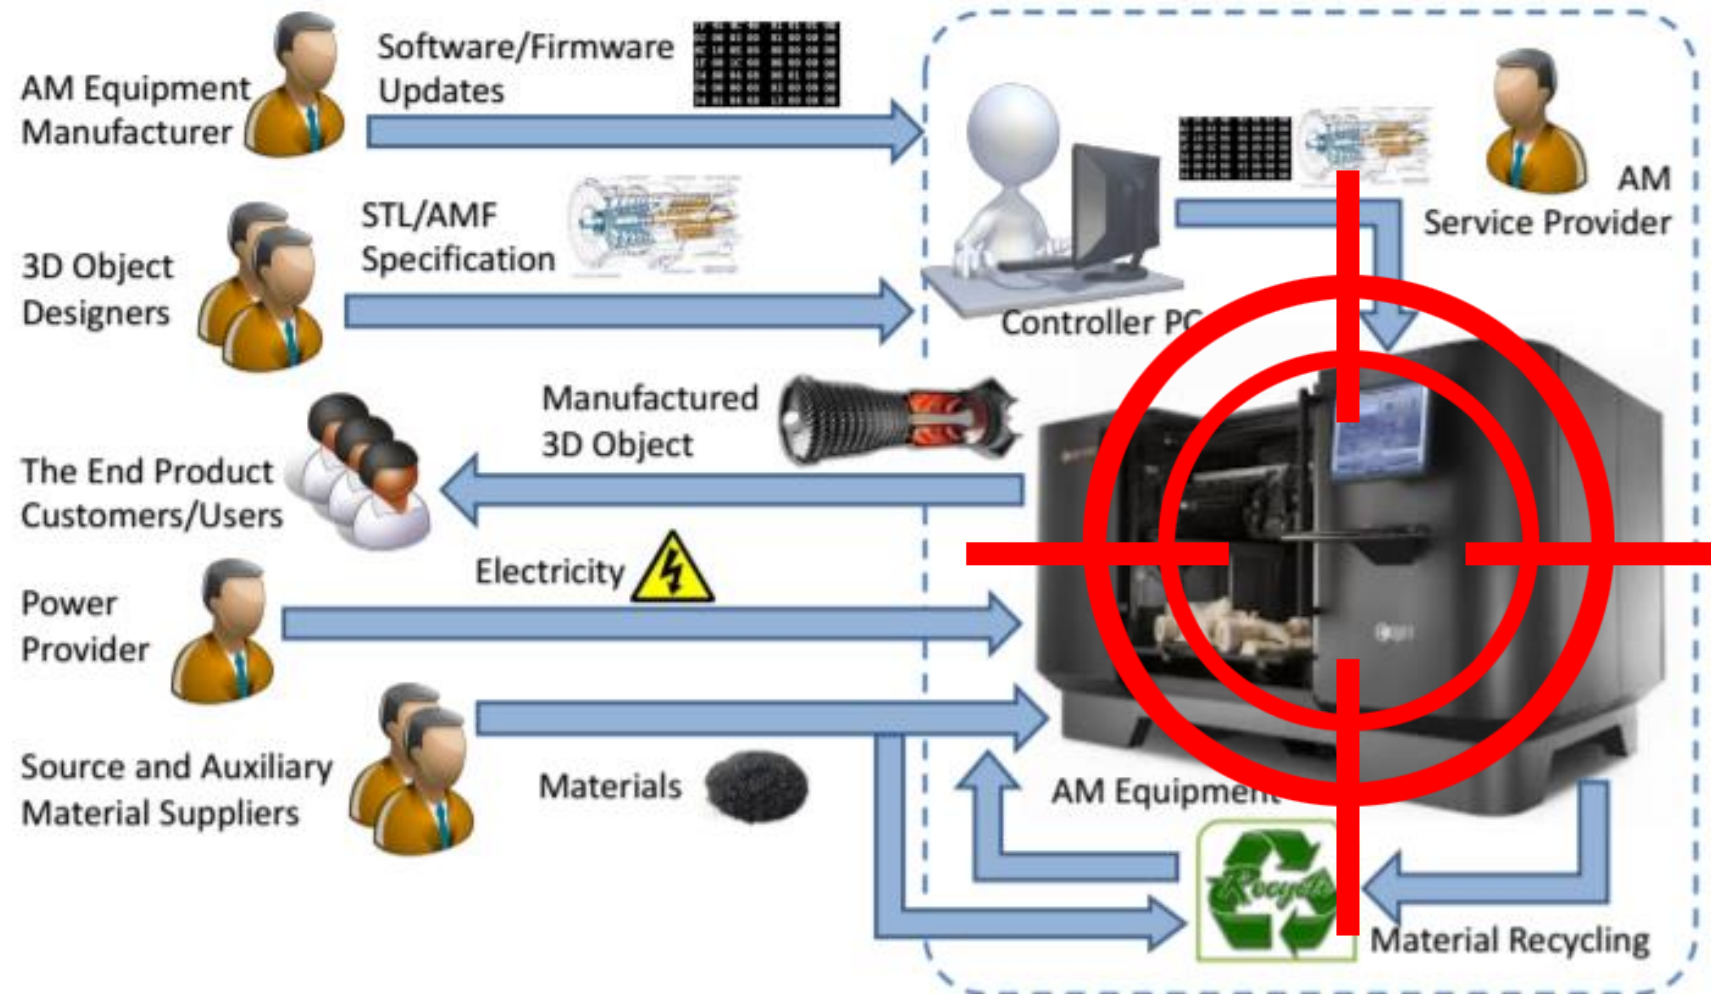 AM Equipment
Manufacturer
Software/Firmware
Updates
AM
Service Provider
3D Object
Designers
STL/AMF
Specification
Controller PC
Manufactured
3D Object
The End Product
Customers/Users
Electricity
Power
Provider
Source and Auxiliary
Material Suppliers
Materials
AM Equipment
Recycle
Material Recycling